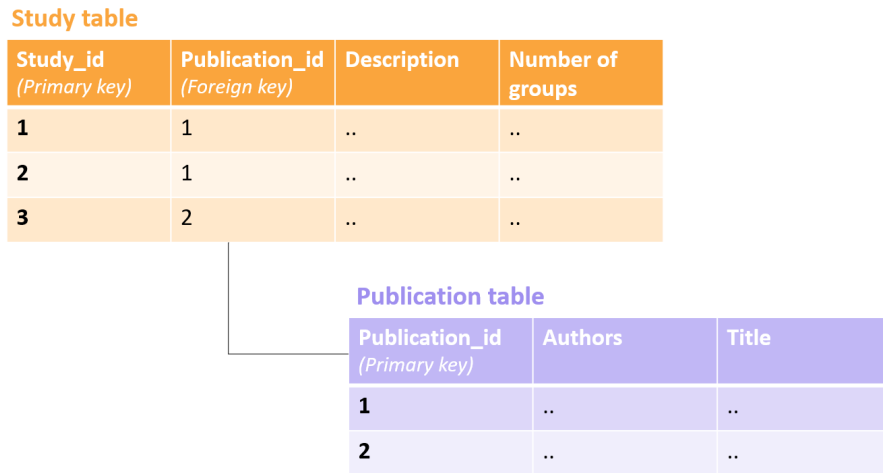 Study table
Study_id Publication_id Description Number of
(Primary key) (Foreign key) groups
1 1 .. ..
2 1 .. ..
3 2 .. ..
Publication table
Publication_id Authors Title
(Primary key)
1 .. ..
2 .. ..